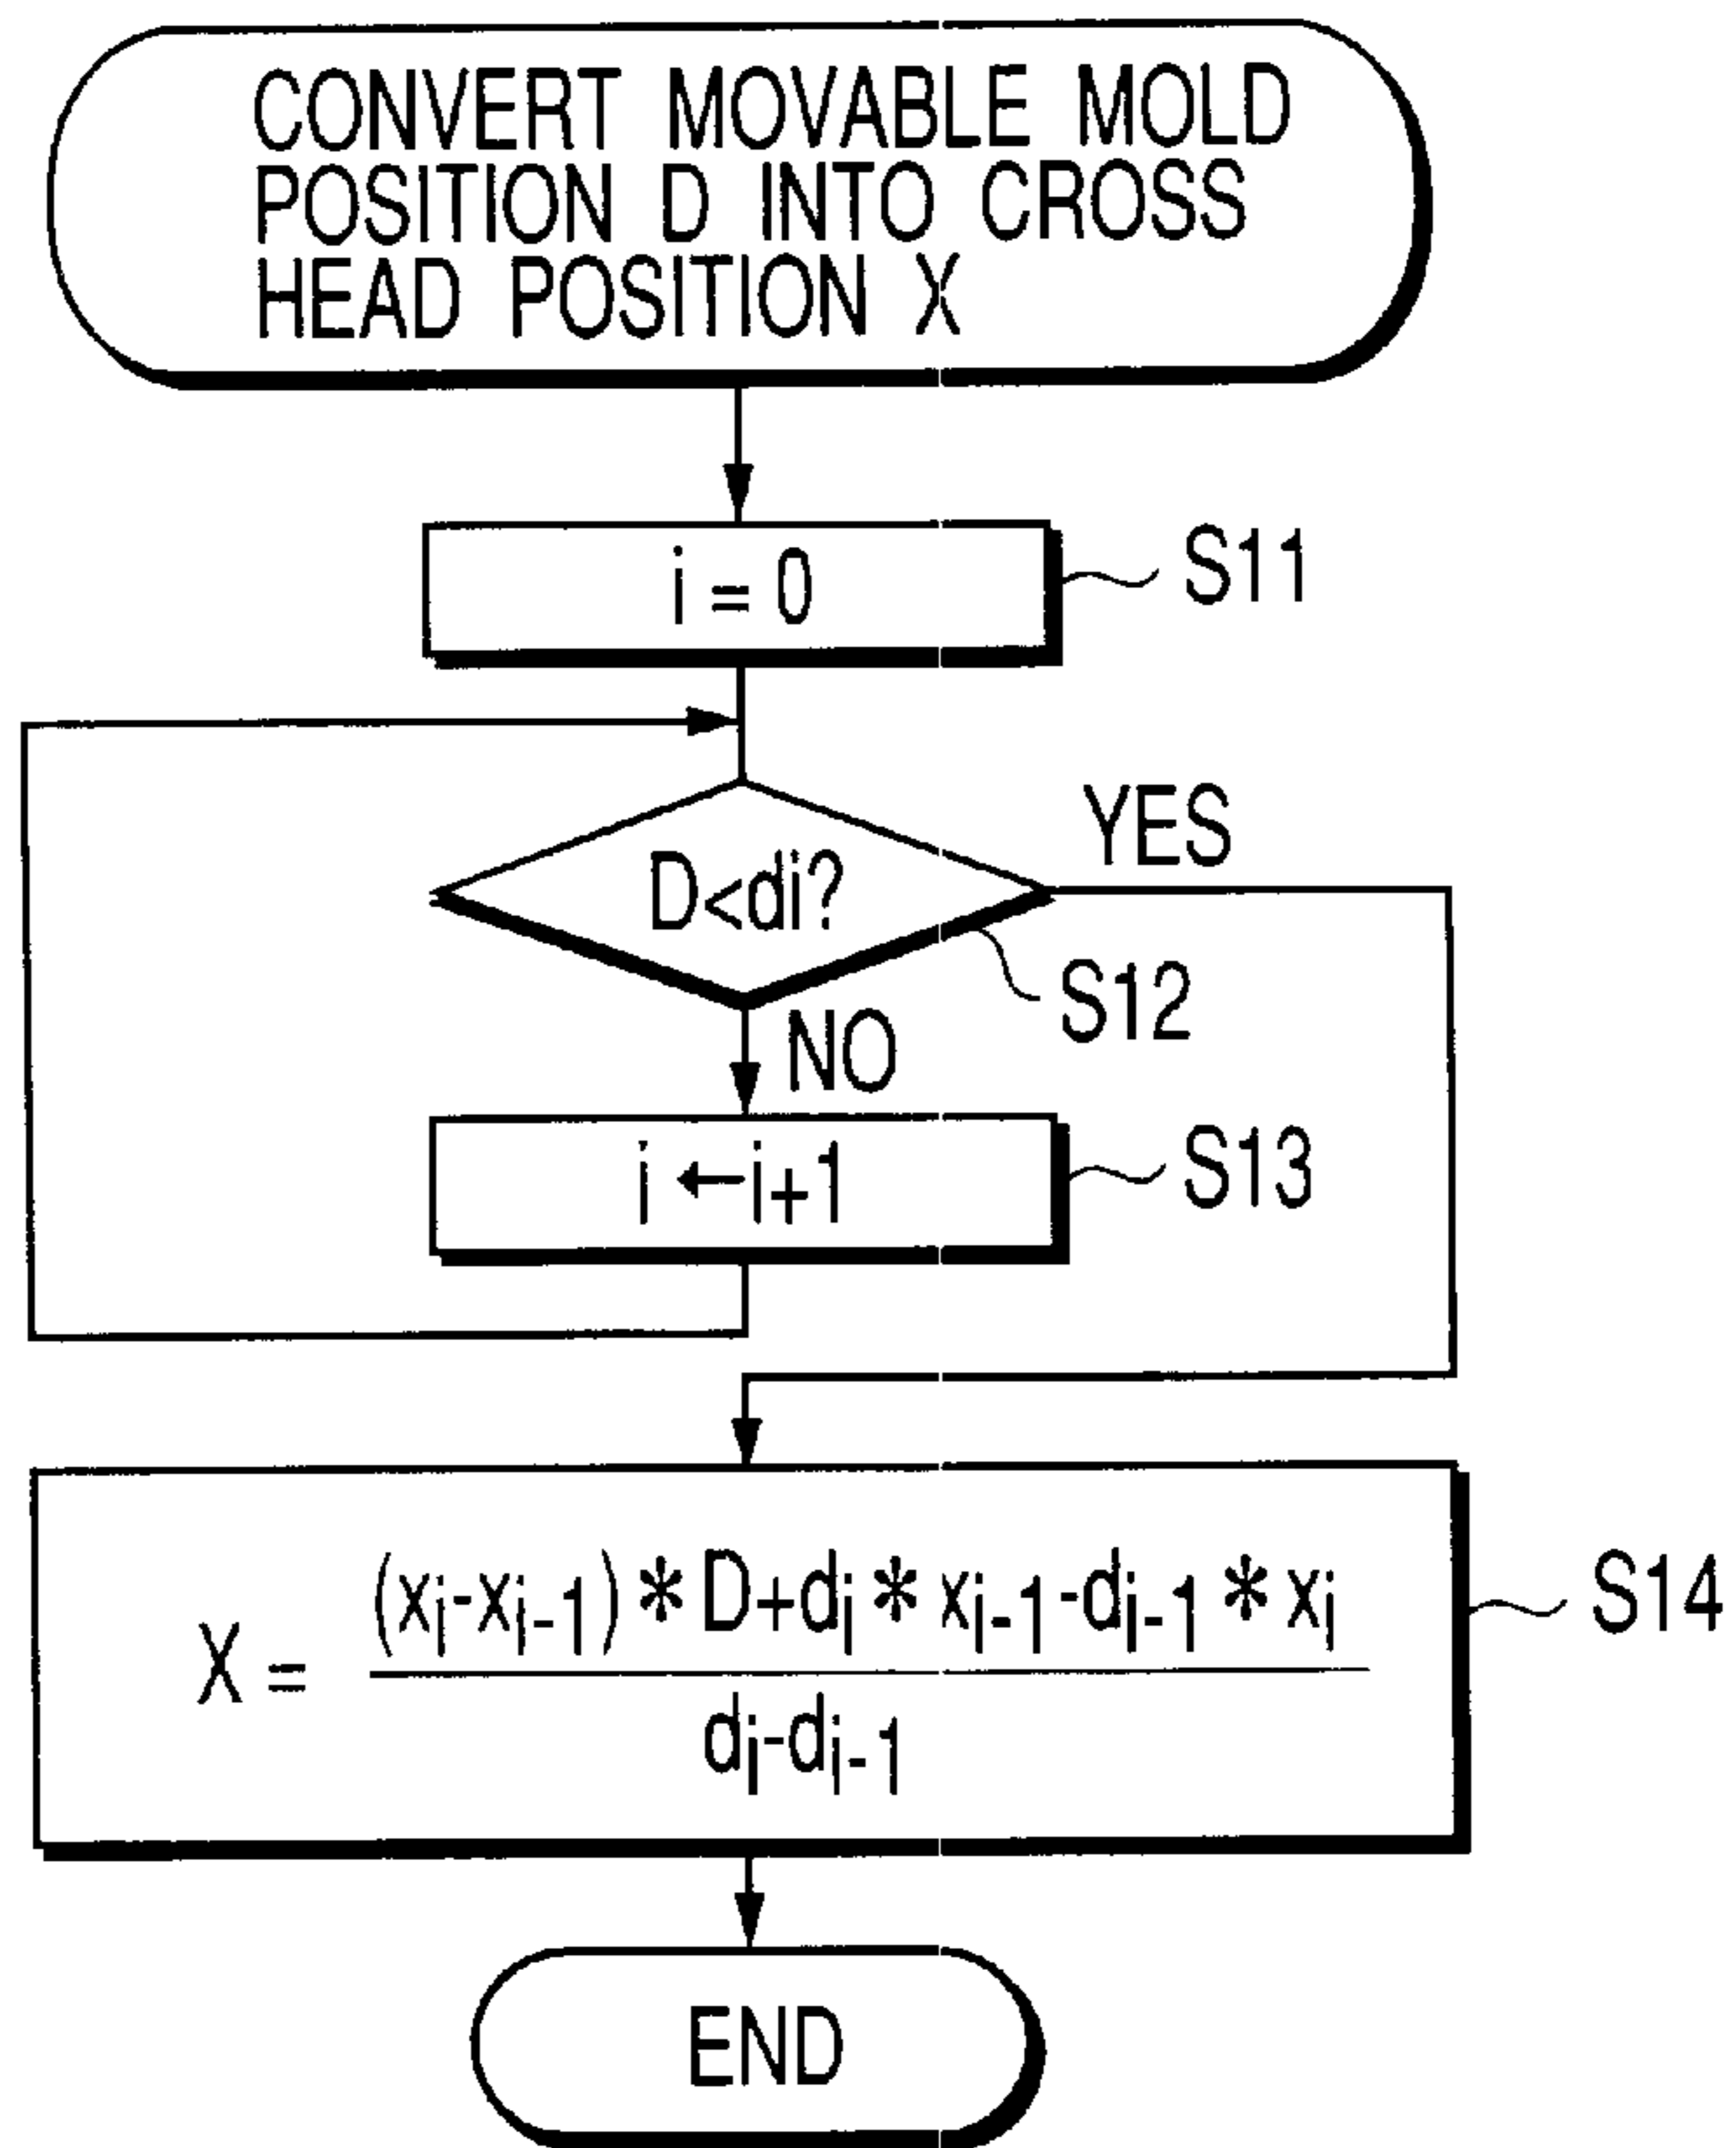 CONVERT MOVABLE MOLD
POSITION D INTO CROSS
HEAD POSITION X
i = 0
S11
D<di?
YES
S12
NO
i ←i+1
S13
X = (xi-xi-1)* D+di* xi-1-di-1* xi
di-di-1
S14
END